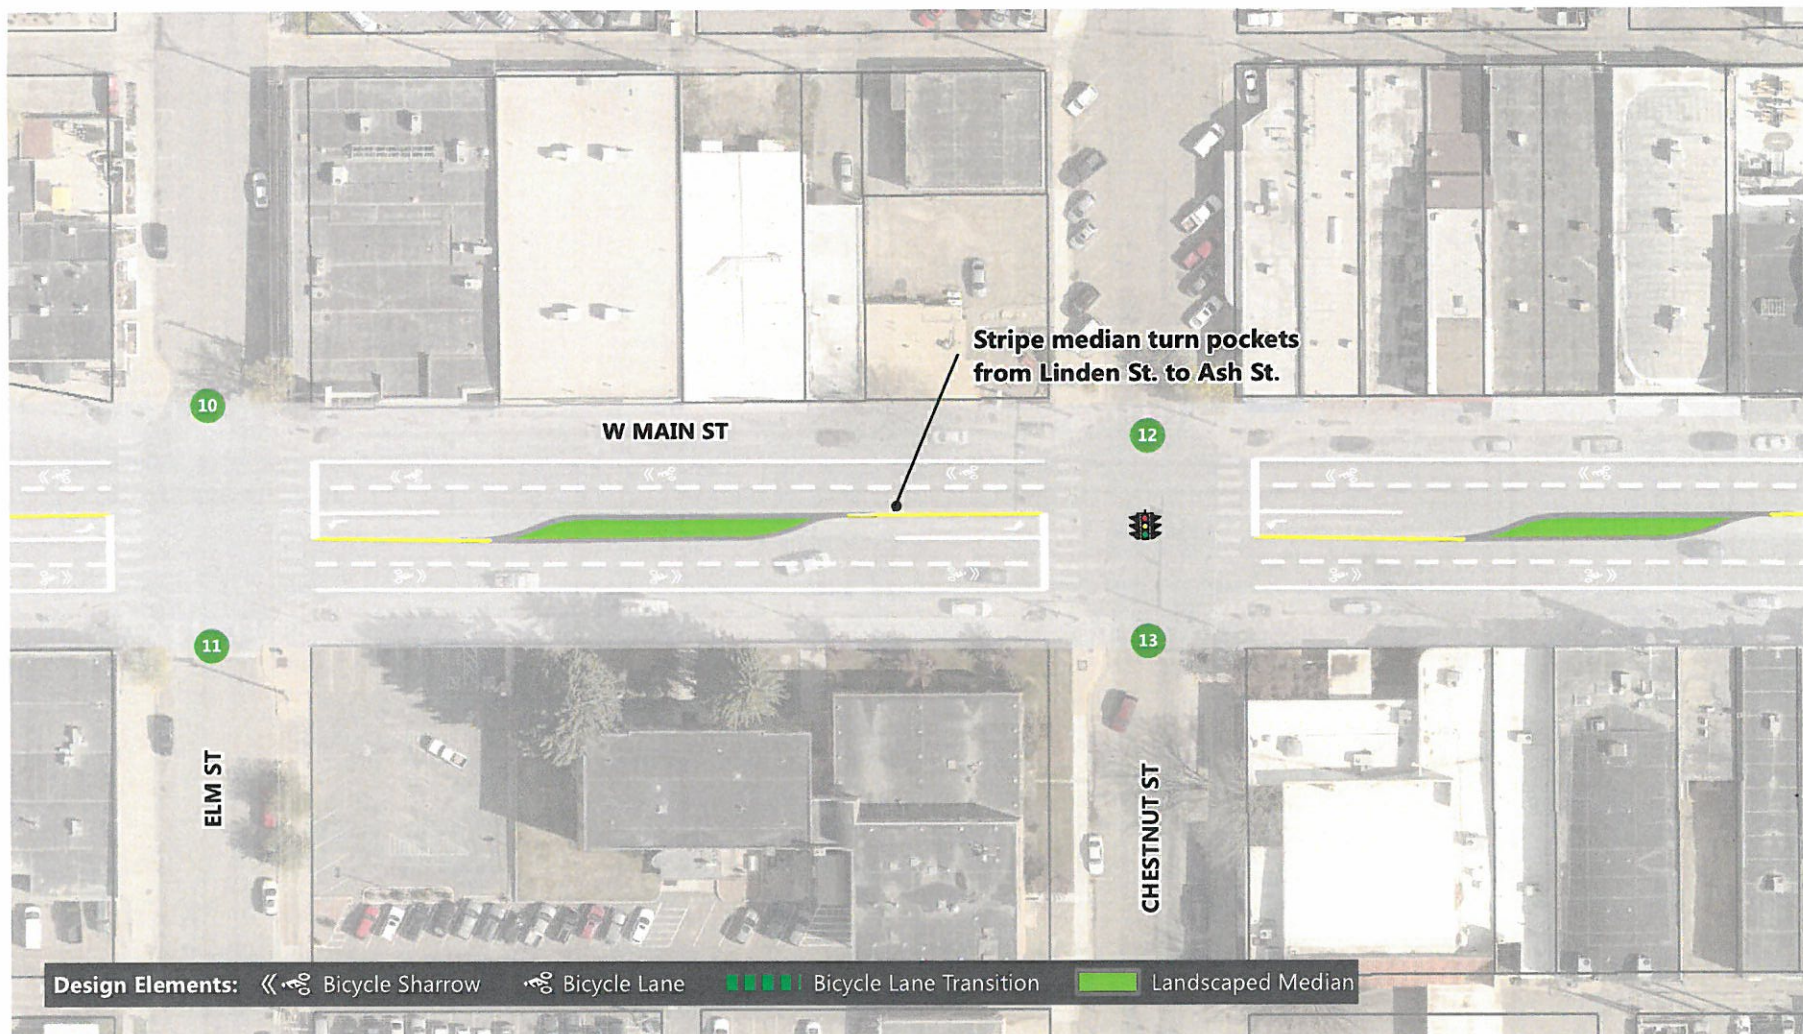 Stripe median turn pockets
from Linden St. to Ash St.
10
W MAIN ST
12
11
13
ELM ST
CHESTNUT ST
Design Elements: Bicycle Sharrow Bicycle Lane Bicycle Lane Transition Landscaped Median